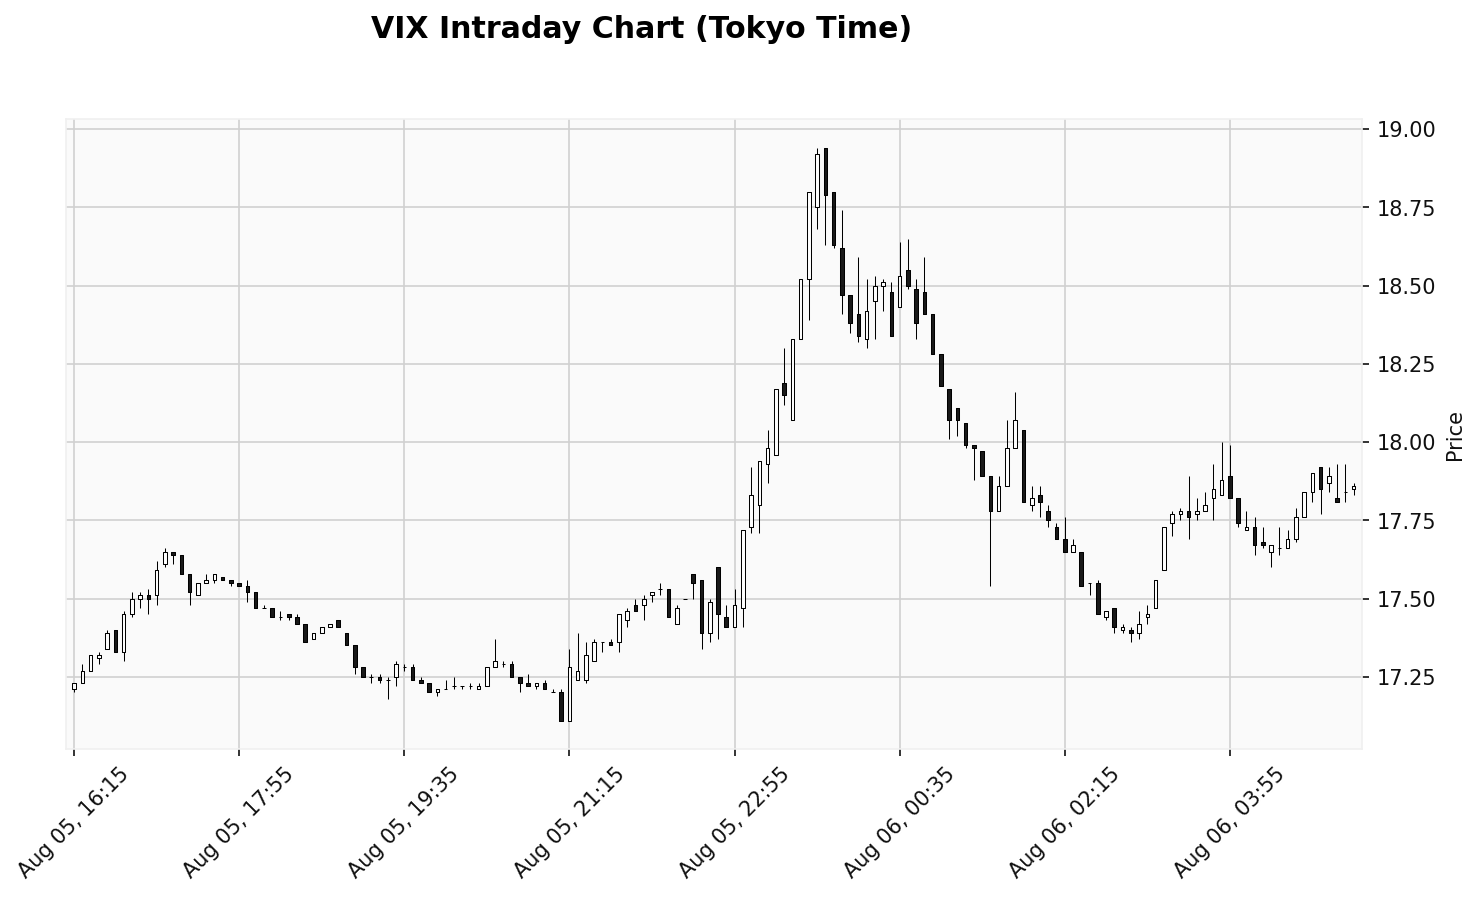 VIX Intraday Chart (Tokyo Time)
19.00
18.75
18.50
18.25
18.00
17.75
17.50
17.25
Price
Aug 05, 16:15
Aug 05, 17:55
Aug 05, 19:35
Aug 05, 21:15
Aug 05, 22:55
Aug 06, 00:35
Aug 06, 02:15
Aug 06, 03:55